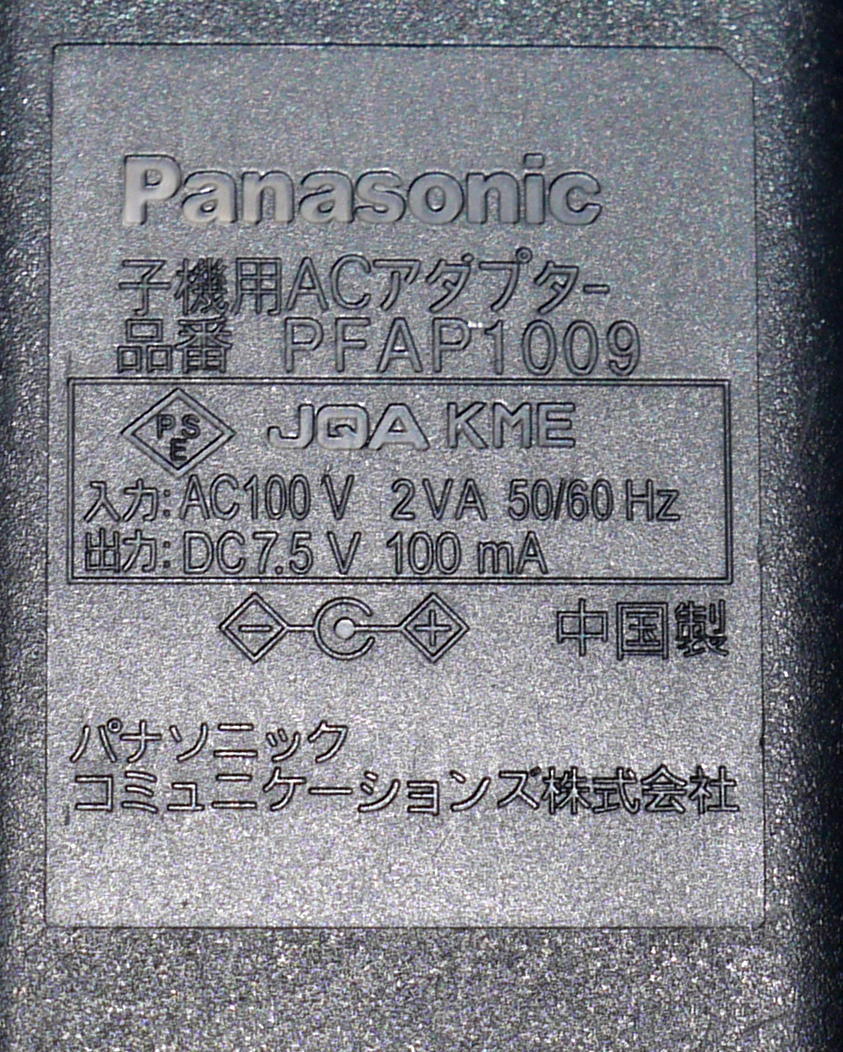 Panasonic
子機用ACアダプター
品番 PFAP1009
PSE JQA KME
入力: AC100 V 2VA 50/60 Hz
出力: DC7.5 V 100 mA
中国製
パナソニック
コミュニケーションズ株式会社